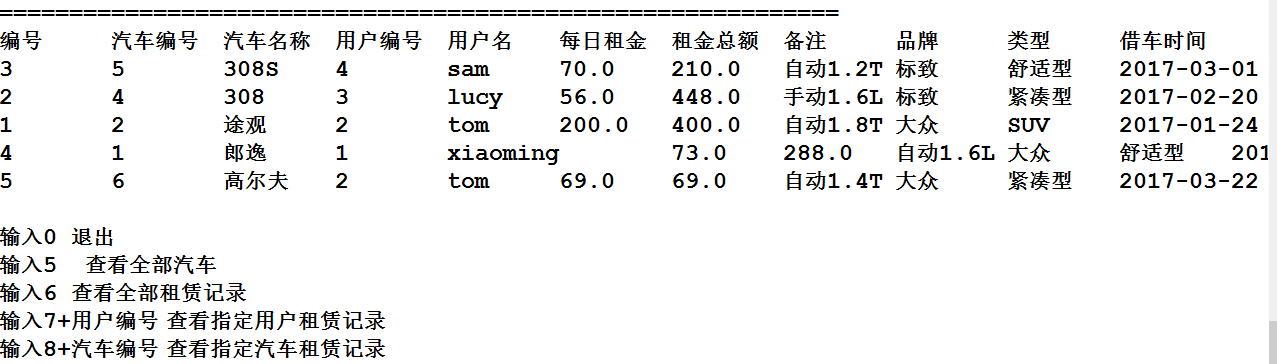 ============================================================
编号 汽车编号 汽车名称 用户编号 用户名 每日租金 租金总额 备注 品牌 类型 借车时间
3 5 308S 4 sam 70.0 210.0 自动1.2T 标致 舒适型 2017-03-01
2 4 308 3 lucy 56.0 448.0 手动1.6L 标致 紧凑型 2017-02-20
1 2 途观 2 tom 200.0 400.0 自动1.8T 大众 SUV 2017-01-24
4 1 郎逸 1 xiaoming 73.0 288.0 自动1.6L 大众 舒适型 201
5 6 高尔夫 2 tom 69.0 69.0 自动1.4T 大众 紧凑型 2017-03-22
输入0 退出
输入5 查看全部汽车
输入6 查看全部租赁记录
输入7+用户编号 查看指定用户租赁记录
输入8+汽车编号 查看指定汽车租赁记录